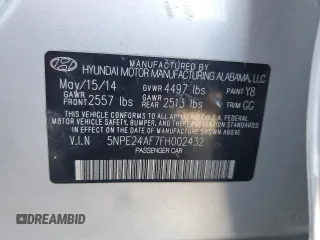 MANUFACTURED BY
HYUNDAI MOTOR MANUFACTURING ALABAMA, LLC.
May/15/14 GVWR 4497 lbs PAINT Y8
GAWR FRONT 2557 lbs GAWR REAR 2513 lbs TRIM GG
THIS VEHICLE CONFORMS TO ALL APPLICABLE FEDERAL
MOTOR VEHICLE SAFETY, BUMPER, AND THEFT PREVENTION
STANDARDS IN EFFECT ON THE DATE OF MANUFACTURE SHOWN
ABOVE.
V.I.N 5NPE24AF7FH002432
PASSENGER CAR
BIDFAX